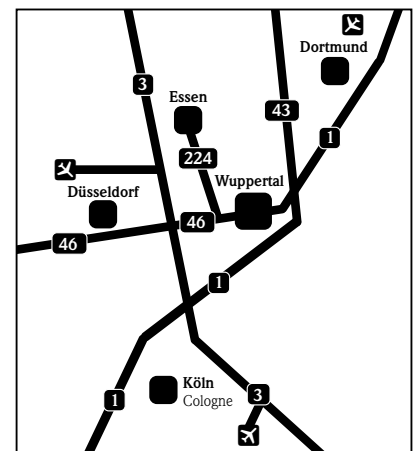 Dortmund
3
Essen
43
1
224
Wuppertal
Düsseldorf
46
46
1
Köln
Cologne
3
1